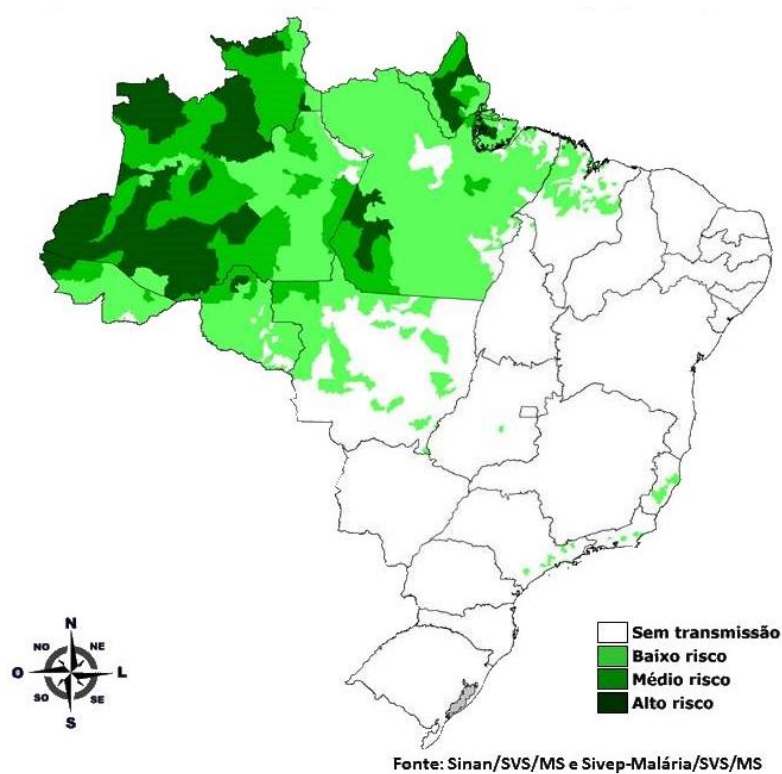 N
NO NE
O L
SO SE
S
Sem transmissão
Baixo risco
Médio risco
Alto risco
Fonte: Sinan/SVS/MS e Sivep-Malária/SVS/MS